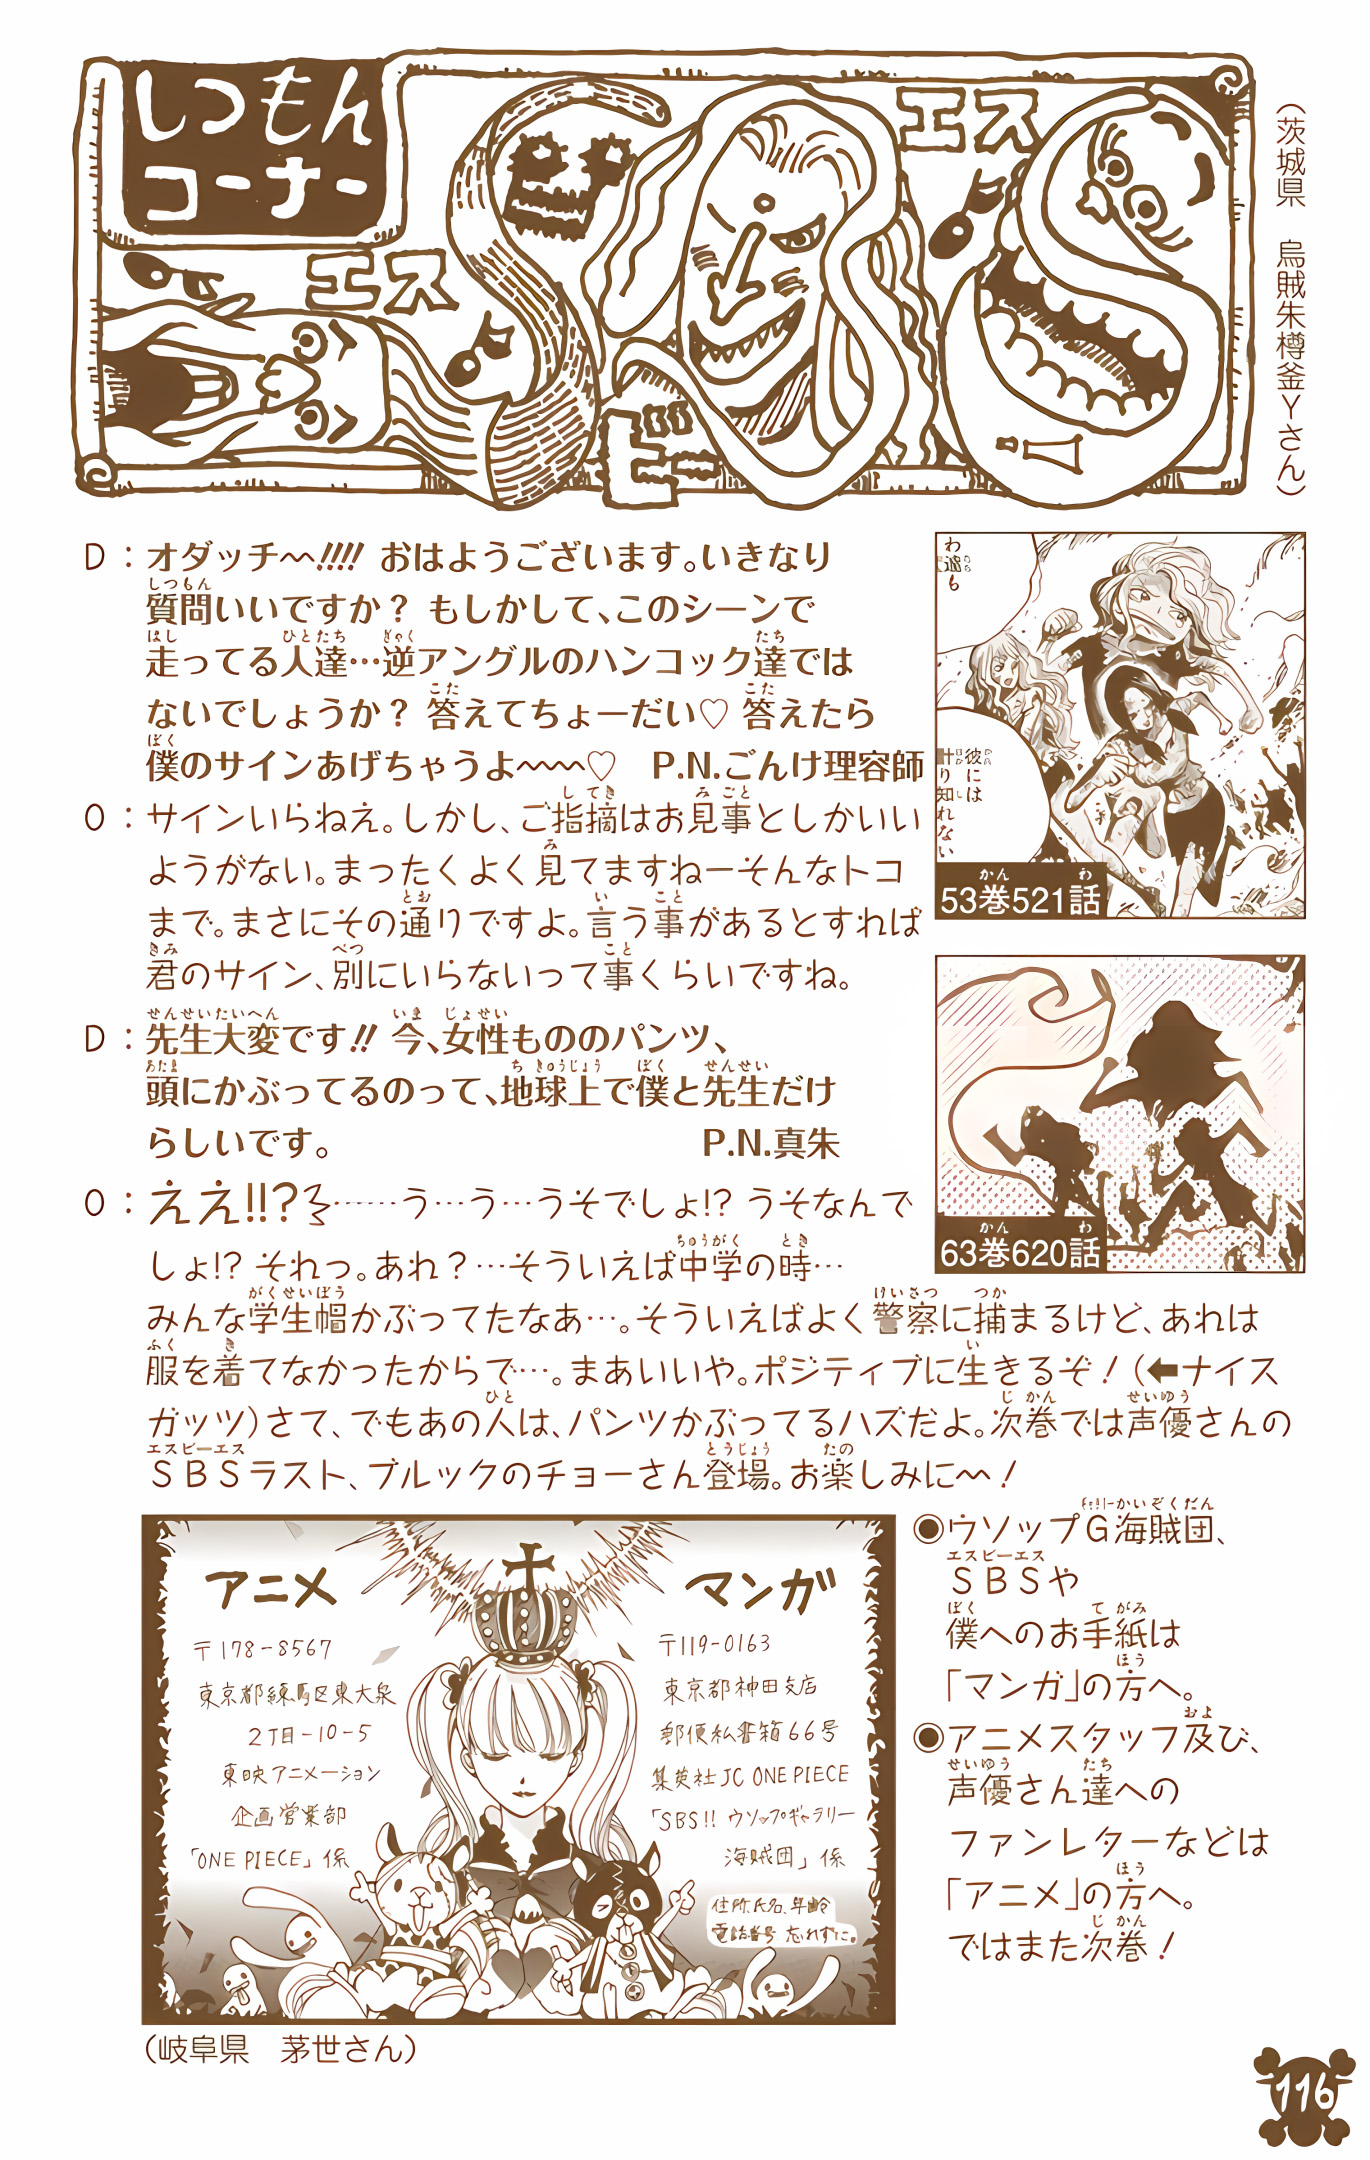 しつもん
コーナー
エス
ビー
エス
(茨城県 烏賊朱樽釜Yさん)
D:オダッチ〜!!!! おはようございます。いきなり
質問いいですか? もしかして、このシーンで
走ってる人達…逆アングルのハンコック達では
ないでしょうか? 答えてちょーだい♡ 答えたら
僕のサインあげちゃうよ〜〜〜♡ P.N.ごんけ理容師
O:サインいらねえ。しかし、ご指摘はお見事としかいい
ようがない。まったくよく見てますねーそんなトコ
まで。まさにその通りですよ。言う事があるとすれば
君のサイン、別にいらないって事くらいですね。
わ
も
彼には
計り知れない
53巻521話
D:先生大変です!! 今、女性もののパンツ、
頭にかぶってるのって、地球上で僕と先生だけ
らしいです。 P.N.真朱
O:ええ!!?……う…う…うそでしょ!? うそなんで
しょ!? それっ。あれ?…そういえば中学の時…
みんな学生帽かぶってたなあ…。そういえばよく警察に捕まるけど、あれは
服を着てなかったからで…。まあいいや。ポジティブに生きるぞ!(←ナイス
ガッツ)さて、でもあの人は、パンツかぶってるハズだよ。次巻では声優さんの
SBSラスト、ブルックのチョーさん登場。お楽しみに〜!
63巻620話
アニメ
〒178-8567
東京都練馬区東大泉
2丁目-10-5
東映アニメーション
企画営業部
「ONE PIECE」係
マンガ
〒119-0163
東京都神田支店
郵便私書箱66号
集英社JC ONE PIECE
「SBS!! ウソップギャラリー
海賊団」係
住所、氏名、年齢
電話番号 忘れずに。
(岐阜県 茅世さん)
◉ウソップG海賊団、
SBSや
僕へのお手紙は
「マンガ」の方へ。
◉アニメスタッフ及び、
声優さん達への
ファンレターなどは
「アニメ」の方へ。
ではまた次巻!
116